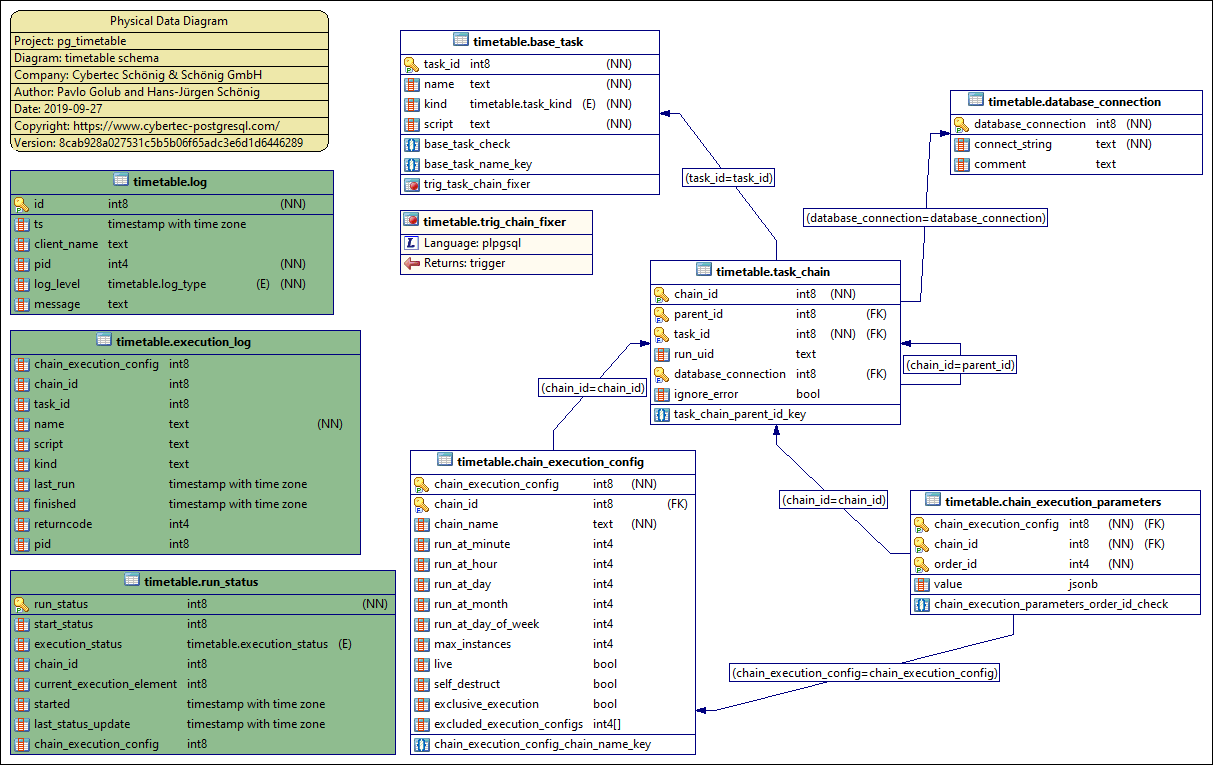 Physical Data Diagram
Project: pg_timetable
Diagram: timetable schema
Company: Cybertec Schönig & Schönig GmbH
Author: Pavlo Golub and Hans-Jürgen Schönig
Date: 2019-09-27
Copyright: https://www.cybertec-postgresql.com/
Version: 8cab928a027531c5b5b06f65adc3e6d1d6446289
timetable.log
id int8 (NN)
ts timestamp with time zone
client_name text
pid int4 (NN)
log_level timetable.log_type (E) (NN)
message text
timetable.execution_log
chain_execution_config int8
chain_id int8
task_id int8
name text (NN)
script text
kind text
last_run timestamp with time zone
finished timestamp with time zone
returncode int4
pid int8
timetable.run_status
run_status int8 (NN)
start_status int8
execution_status timetable.execution_status (E)
chain_id int8
current_execution_element int8
started timestamp with time zone
last_status_update timestamp with time zone
chain_execution_config int8
timetable.base_task
task_id int8 (NN)
name text (NN)
kind timetable.task_kind (E) (NN)
script text (NN)
base_task_check
base_task_name_key
trig_task_chain_fixer
timetable.trig_chain_fixer
L Language: plpgsql
Returns: trigger
(task_id=task_id)
timetable.database_connection
database_connection int8 (NN)
connect_string text (NN)
comment text
(database_connection=database_connection)
timetable.task_chain
chain_id int8 (NN)
parent_id int8 (FK)
task_id int8 (NN) (FK)
run_uid text
database_connection int8 (FK)
ignore_error bool
task_chain_parent_id_key
(chain_id=parent_id)
(chain_id=chain_id)
timetable.chain_execution_config
chain_execution_config int8 (NN)
chain_id int8 (FK)
chain_name text (NN)
run_at_minute int4
run_at_hour int4
run_at_day int4
run_at_month int4
run_at_day_of_week int4
max_instances int4
live bool
self_destruct bool
exclusive_execution bool
excluded_execution_configs int4[]
chain_execution_config_chain_name_key
(chain_id=chain_id)
timetable.chain_execution_parameters
chain_execution_config int8 (NN) (FK)
chain_id int8 (NN) (FK)
order_id int4 (NN)
value jsonb
chain_execution_parameters_order_id_check
(chain_execution_config=chain_execution_config)